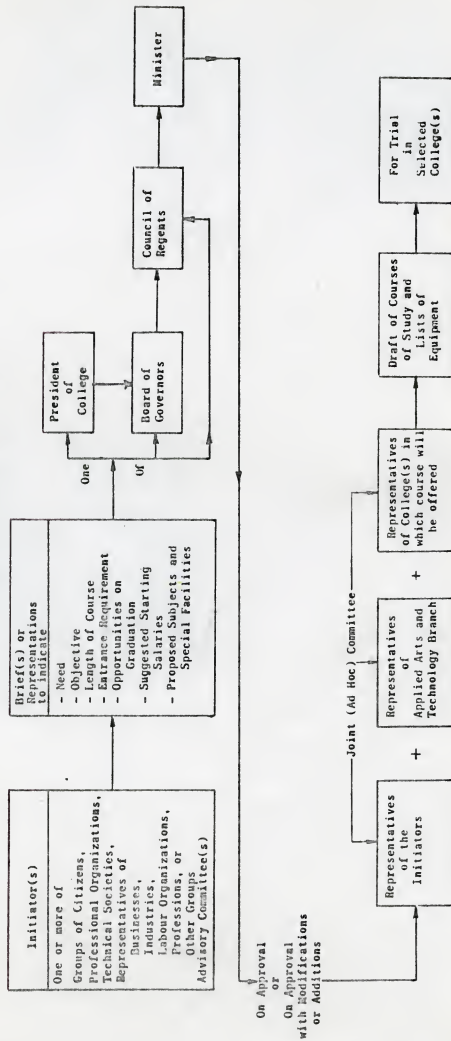 Initiator(s)
One or more of
Groups of Citizens,
Professional Organizations,
Technical Societies,
Representatives of
Businesses,
Industries,
Labour Organizations,
Professions, or
Other Groups
Advisory Committee(s)
Brief(s) or
Representations
to indicate
- Need
- Objective
- Length of Course
- Entrance Requirement
- Opportunities on
Graduation
- Suggested Starting
Salaries
- Proposed Subjects and
Special Facilities
One
Of
President
of
College
Board of
Governors
Council of
Regents
Minister
On Approval
or
On Approval
with Modifications
or Additions
Joint (Ad Hoc) Committee
Representatives
of the
Initiators
+
Representatives
of
Applied Arts and
Technology Branch
+
Representatives
of College(s) in
which course will
be offered
Draft of Courses
of Study and
Lists of
Equipment
For Trial
in
Selected
College(s)